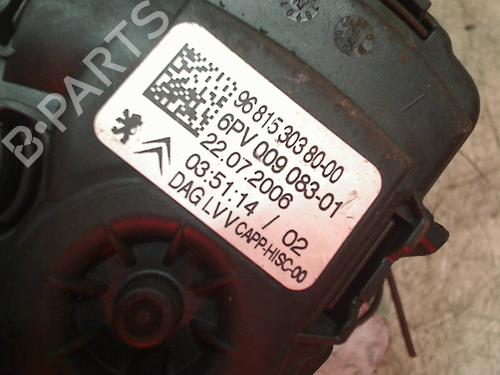 B-PARTS
96 815 303 80-00
6PV 009 083-01
22.07.2006
03:51:14 / 02
DAG LV V CAPP-HISC-00